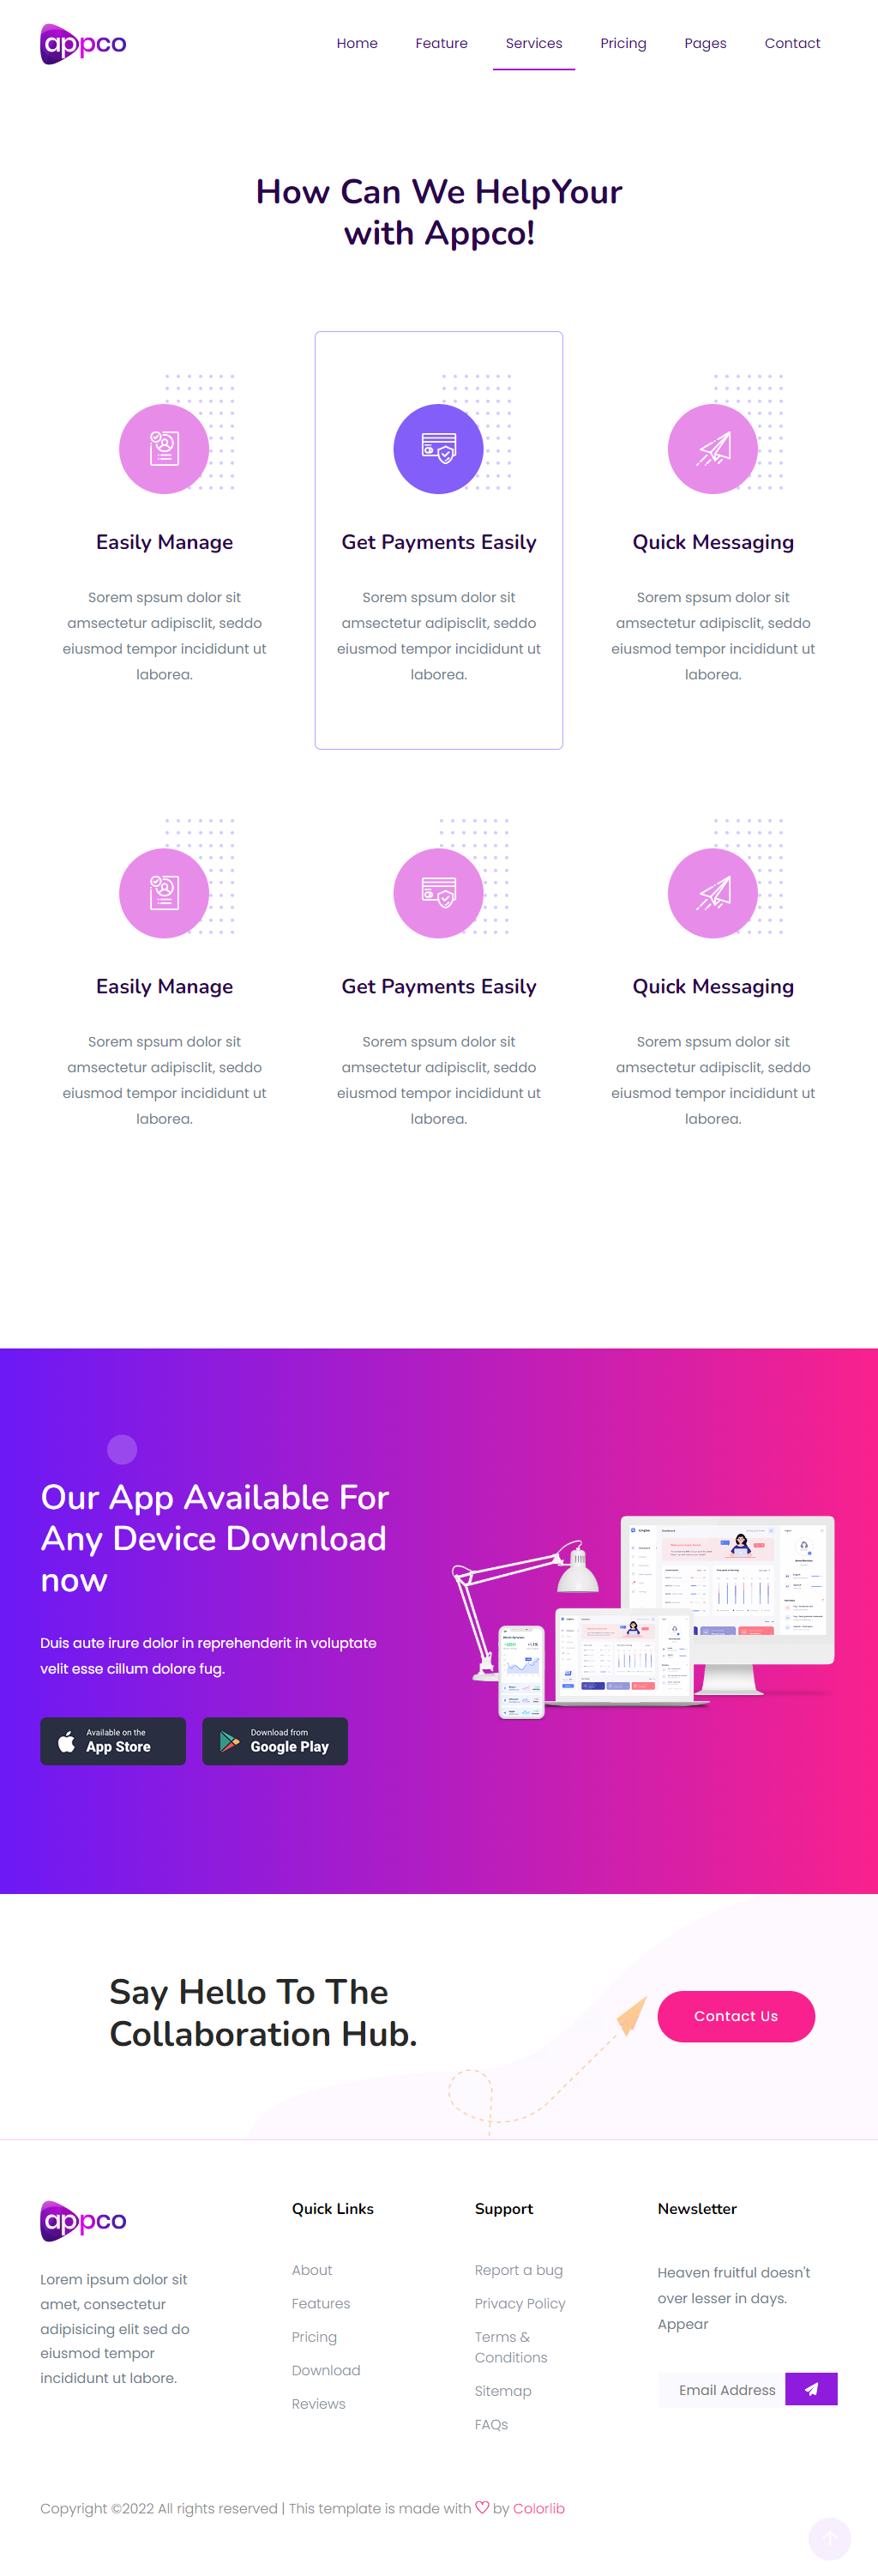 appco
Home Feature Services Pricing Pages Contact
How Can We HelpYour
with Appco!
Easily Manage
Sorem spsum dolor sit
amsectetur adipisclit, seddo
eiusmod tempor incididunt ut
laborea.
Get Payments Easily
Sorem spsum dolor sit
amsectetur adipisclit, seddo
eiusmod tempor incididunt ut
laborea.
Quick Messaging
Sorem spsum dolor sit
amsectetur adipisclit, seddo
eiusmod tempor incididunt ut
laborea.
Easily Manage
Sorem spsum dolor sit
amsectetur adipisclit, seddo
eiusmod tempor incididunt ut
laborea.
Get Payments Easily
Sorem spsum dolor sit
amsectetur adipisclit, seddo
eiusmod tempor incididunt ut
laborea.
Quick Messaging
Sorem spsum dolor sit
amsectetur adipisclit, seddo
eiusmod tempor incididunt ut
laborea.
Our App Available For
Any Device Download
now
Duis aute irure dolor in reprehenderit in voluptate
velit esse cillum dolore fug.
Available on the
App Store
Download from
Google Play
Say Hello To The
Collaboration Hub.
Contact Us
appco
Lorem ipsum dolor sit
amet, consectetur
adipisicing elit sed do
eiusmod tempor
incididunt ut labore.
Quick Links
About
Features
Pricing
Download
Reviews
Support
Report a bug
Privacy Policy
Terms &
Conditions
Sitemap
FAQs
Newsletter
Heaven fruitful doesn't
over lesser in days.
Appear
Email Address
Copyright ©2022 All rights reserved | This template is made with ♡ by Colorlib